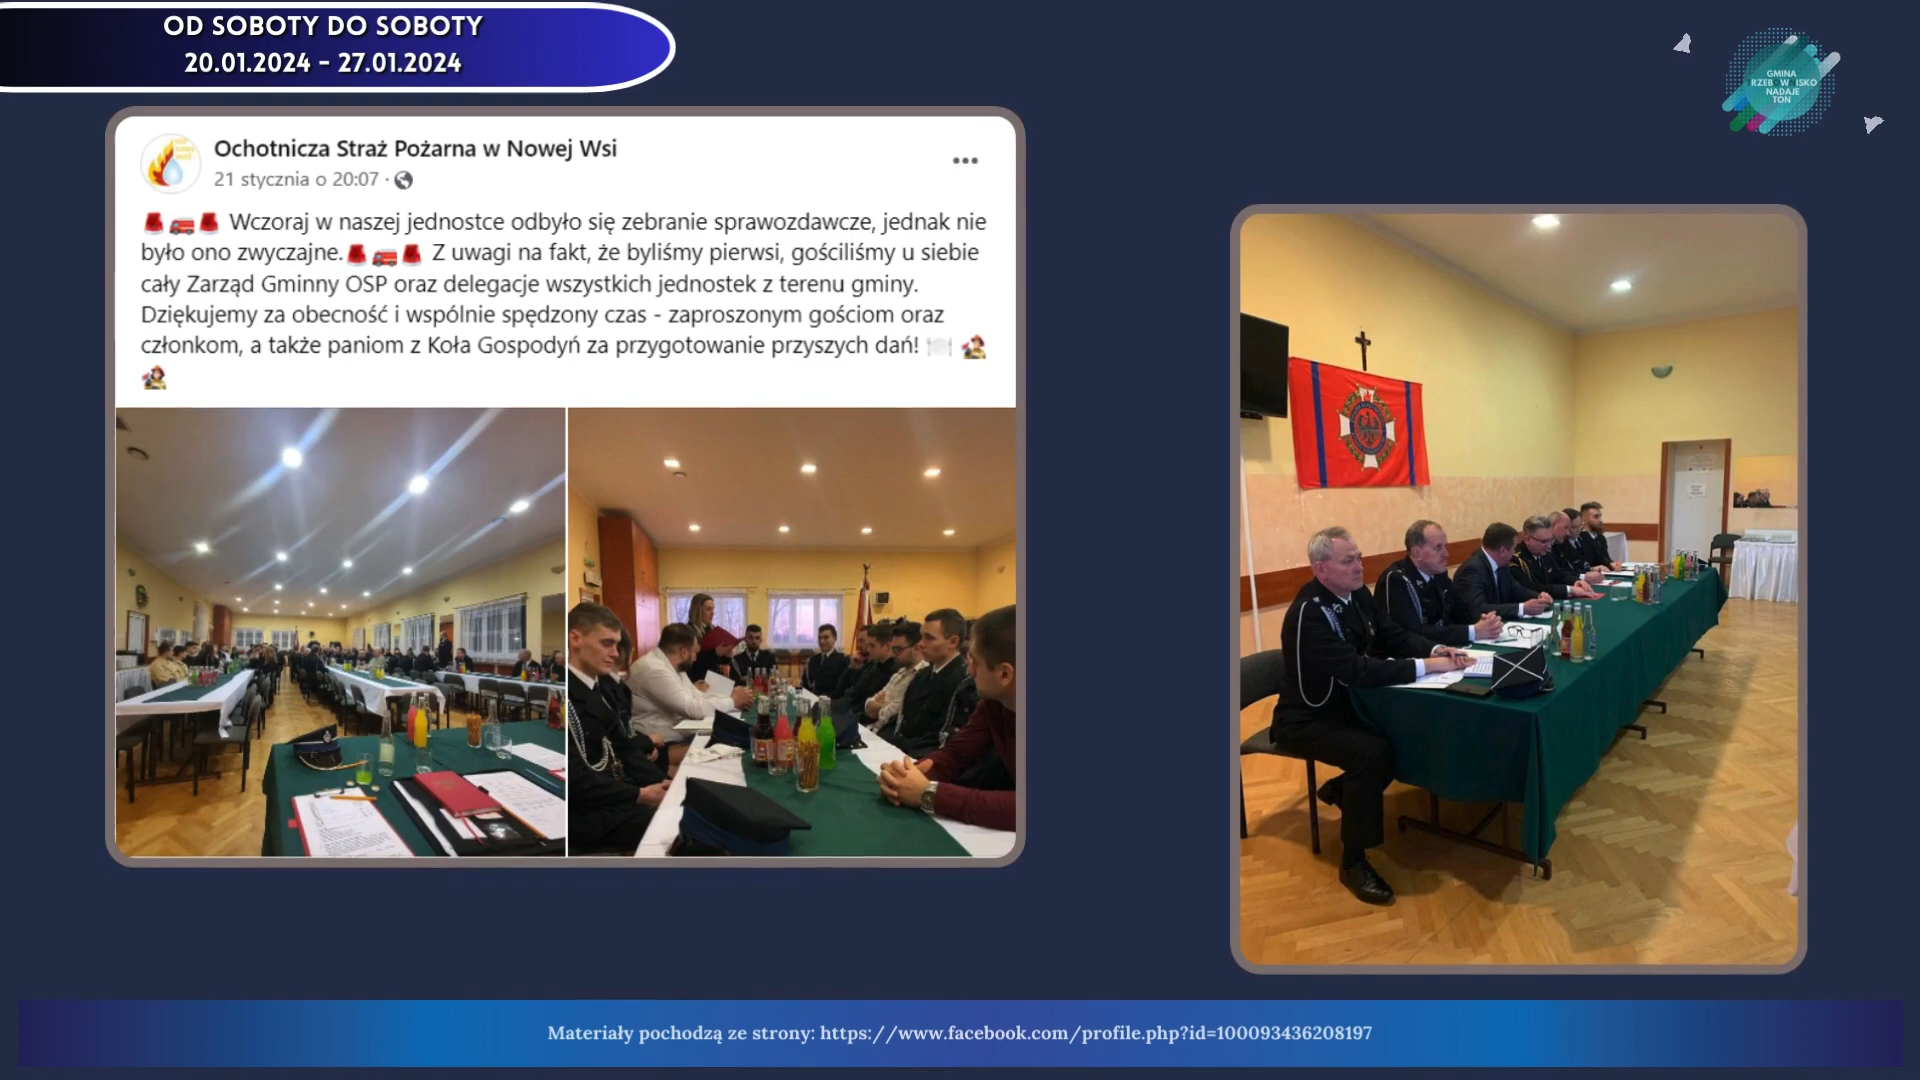 OD SOBOTY DO SOBOTY
20.01.2024 - 27.01.2024
GMINA
RZEB W ISKO
NADAJE
TON
Ochotnicza Straż Pożarna w Nowej Wsi
21 stycznia o 20:07 ·
Wczoraj w naszej jednostce odbyło się zebranie sprawozdawcze, jednak nie
było ono zwyczajne. Z uwagi na fakt, że byliśmy pierwsi, gościliśmy u siebie
cały Zarząd Gminny OSP oraz delegacje wszystkich jednostek z terenu gminy.
Dziękujemy za obecność i wspólnie spędzony czas - zaproszonym gościom oraz
członkom, a także paniom z Koła Gospodyń za przygotowanie przyszych dań!
Materiały pochodzą ze strony: https://www.facebook.com/profile.php?id=100093436208197